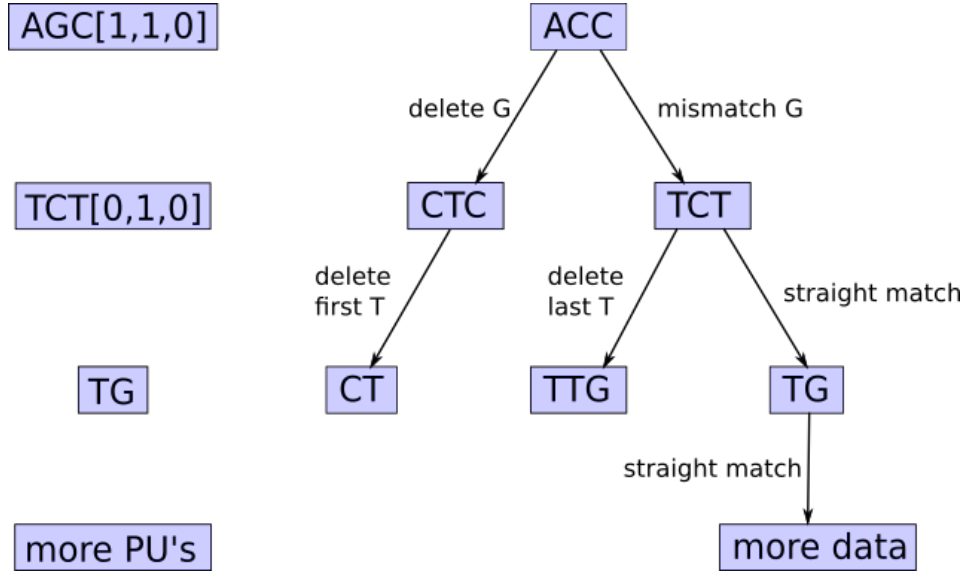 AGC[1,1,0]
ACC
delete G
mismatch G
TCT[0,1,0]
CTC
TCT
delete
first T
delete
last T
straight match
TG
CT
TTG
TG
straight match
more PU's
more data